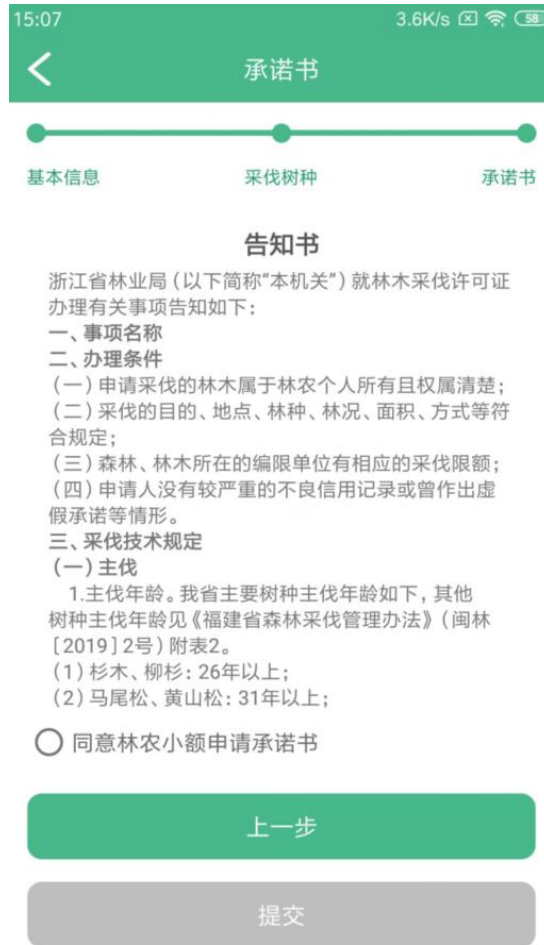 15:07
3.6K/s
58
承诺书
基本信息
采伐树种
承诺书
告知书
浙江省林业局(以下简称"本机关")就林木采伐许可证
办理有关事项告知如下:
一、事项名称
二、办理条件
(一)申请采伐的林木属于林农个人所有且权属清楚;
(二)采伐的目的、地点、林种、林况、面积、方式等符
合规定;
(三)森林、林木所在的编限单位有相应的采伐限额;
(四)申请人没有较严重的不良信用记录或曾作出虚
假承诺等情形。
三、采伐技术规定
(一)主伐
1.主伐年龄。我省主要树种主伐年龄如下,其他
树种主伐年龄见《福建省森林采伐管理办法》(闽林
[2019]2号)附表2。
(1)杉木、柳杉:26年以上;
(2)马尾松、黄山松:31年以上;
同意林农小额申请承诺书
上一步
提交